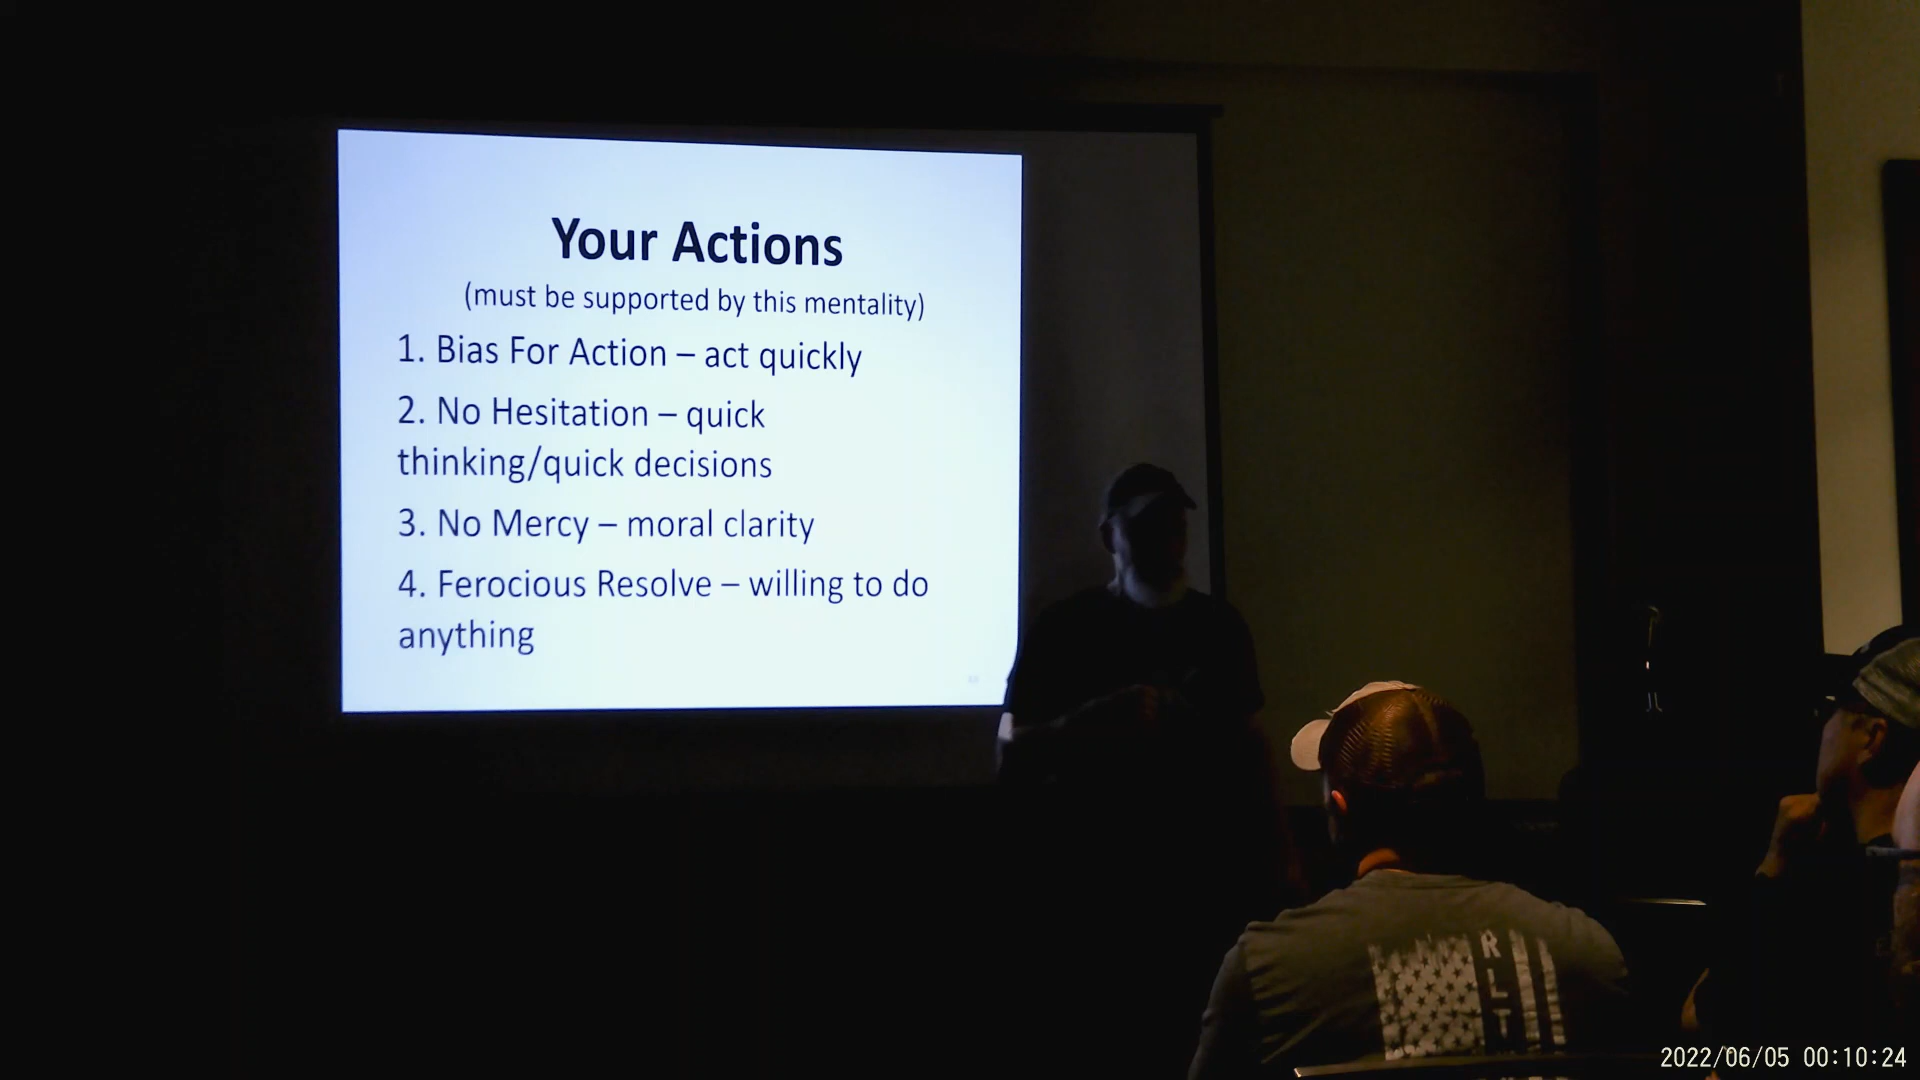 Your Actions
(must be supported by this mentality)
1. Bias For Action – act quickly
2. No Hesitation – quick
thinking/quick decisions
3. No Mercy – moral clarity
4. Ferocious Resolve – willing to do
anything
R
L
T
2022/06/05 00:10:24